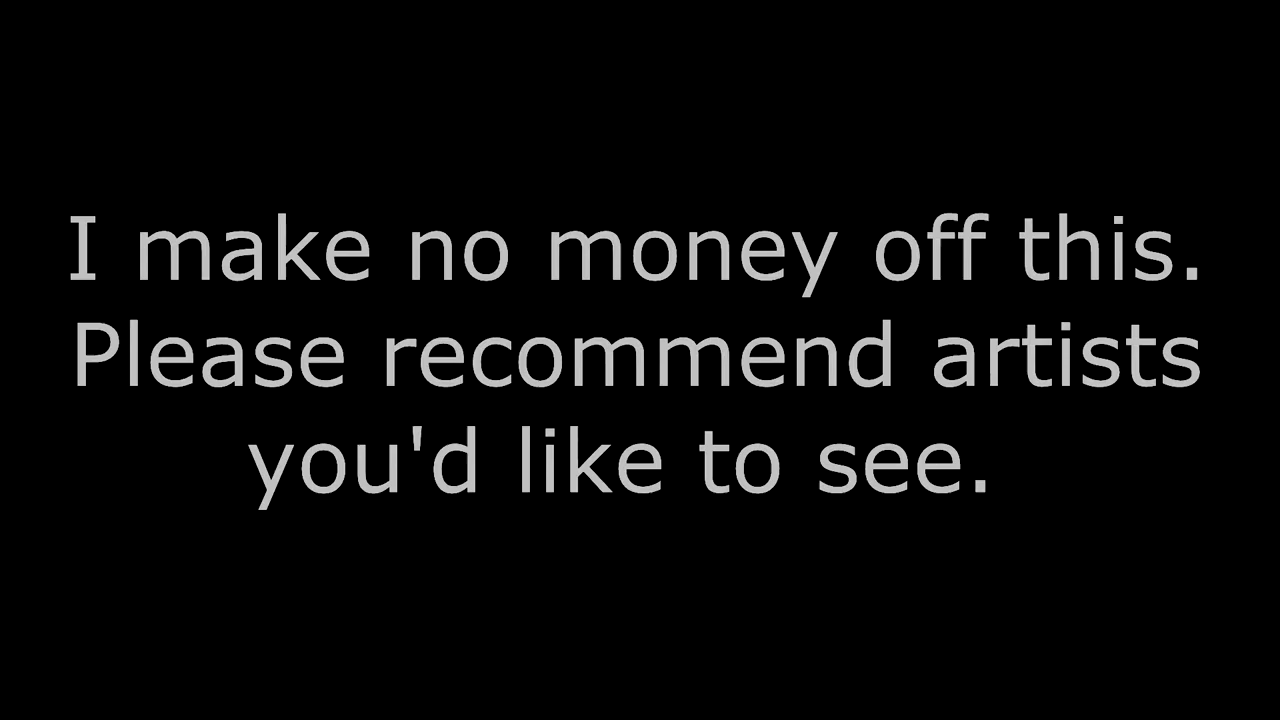 I make no money off this.
Please recommend artists
you'd like to see.